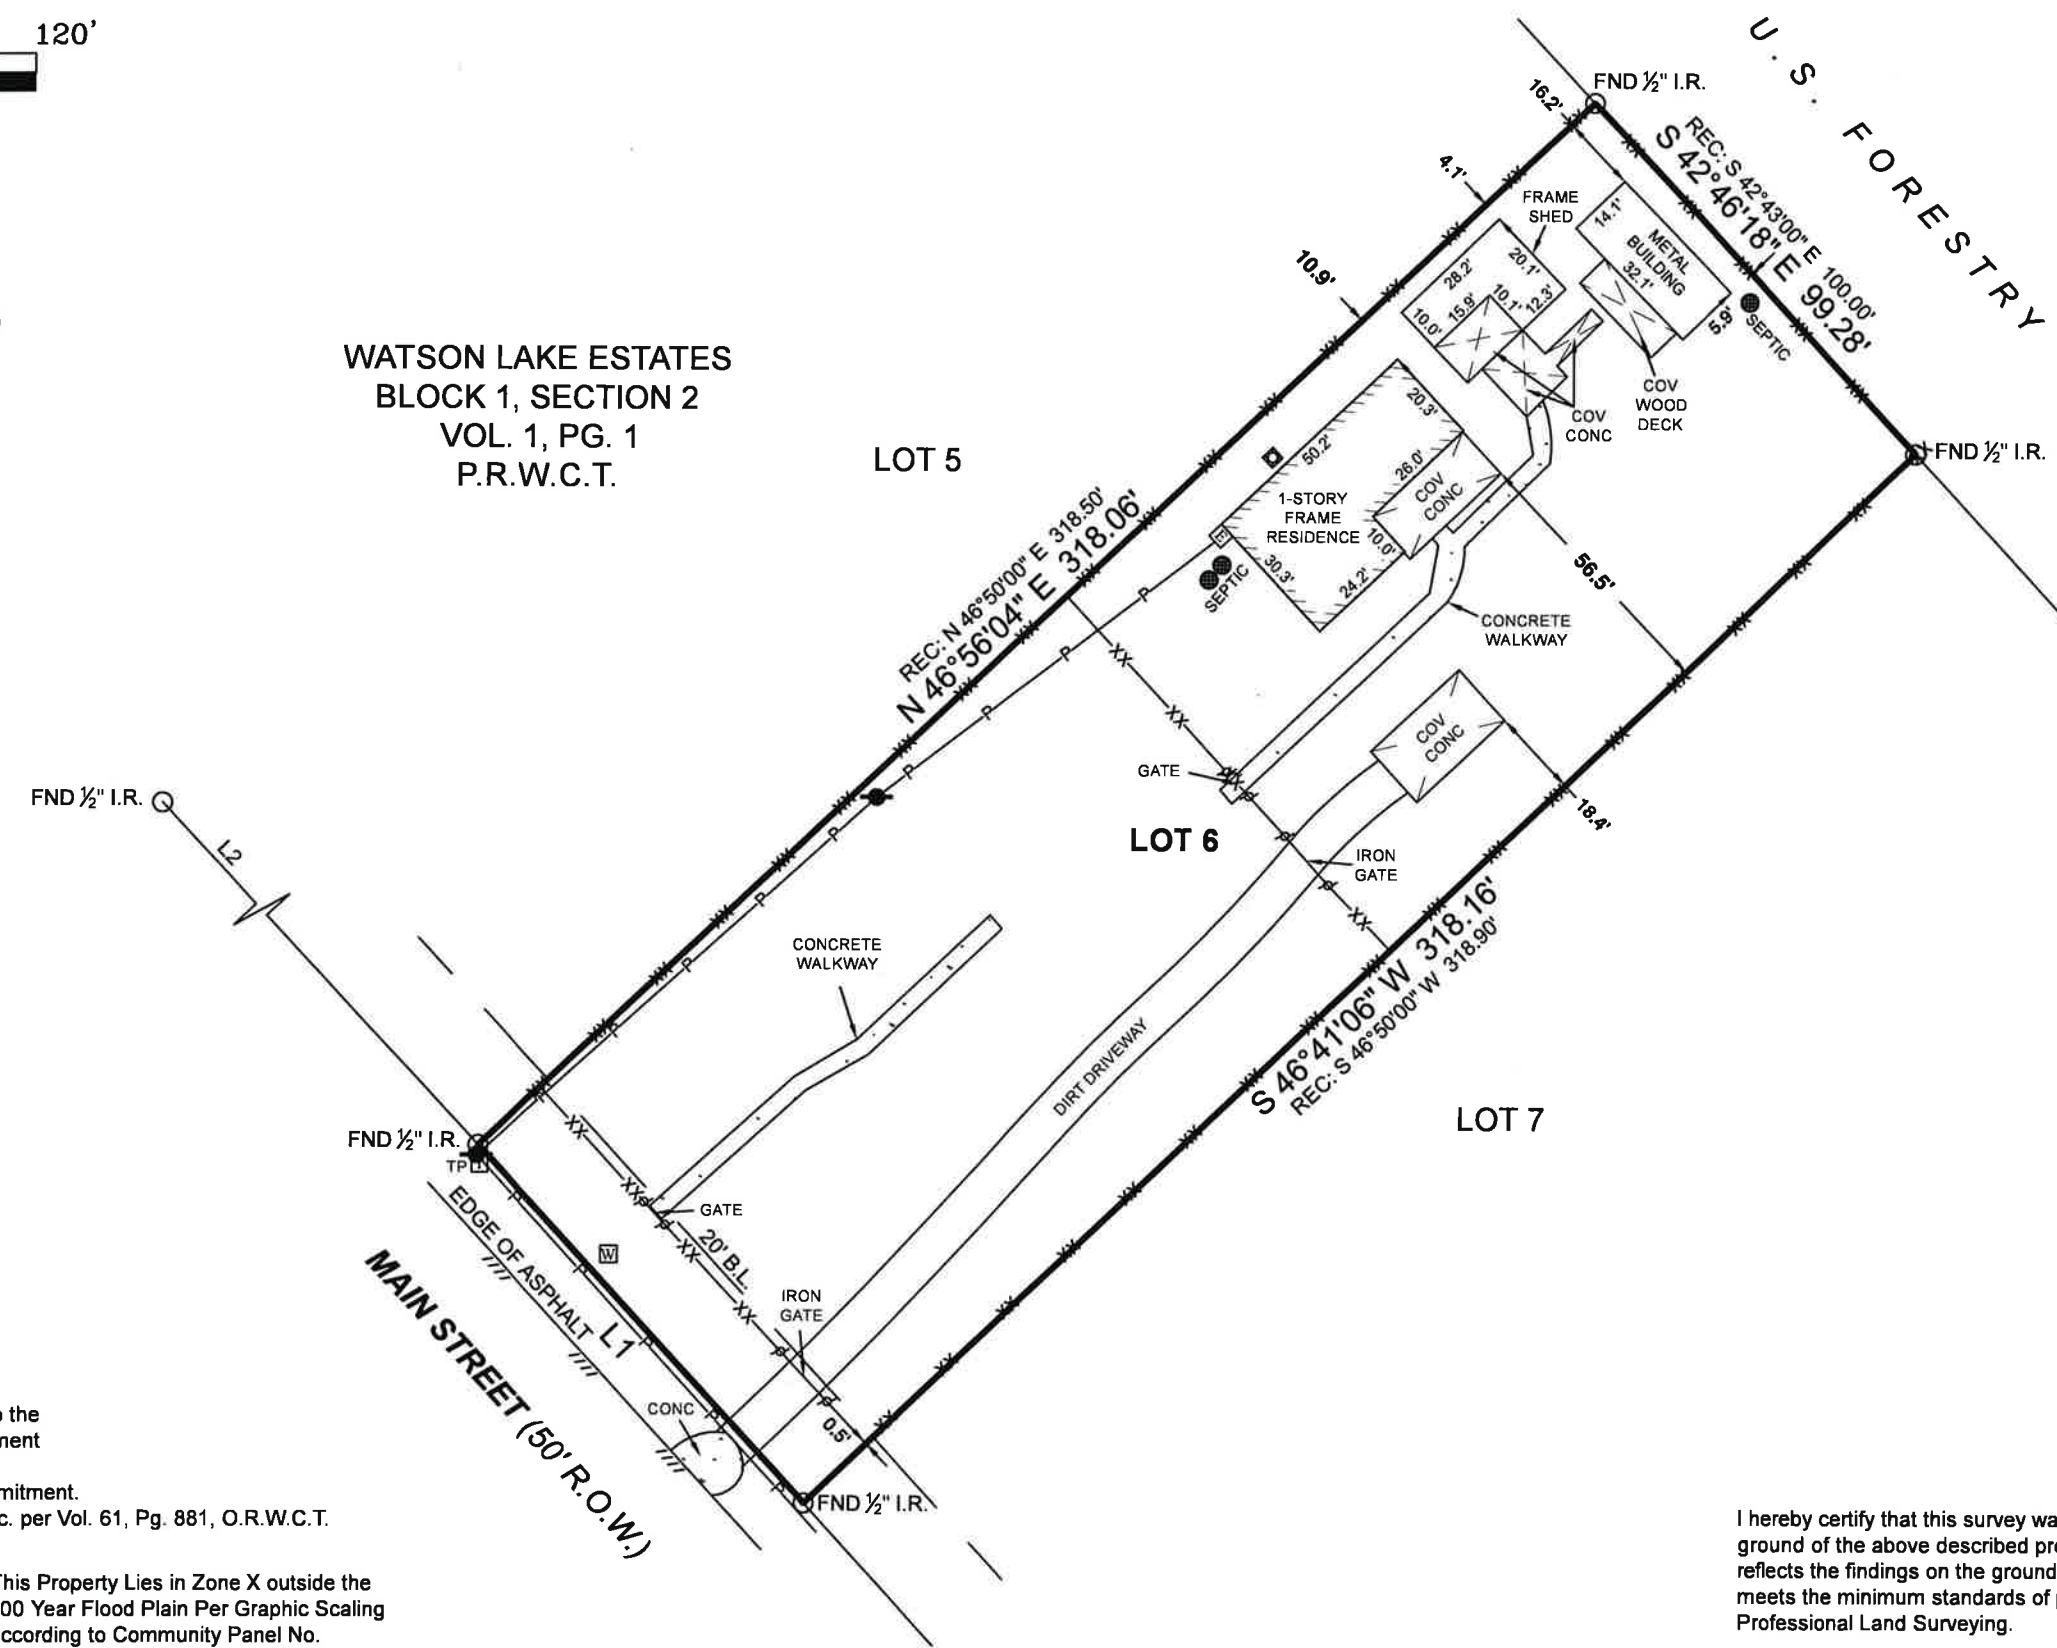 120'
U.S. FORESTRY
FND ½" I.R.
16.2'
REC: S 42°43'00" E 100.00'
S 42°46'18" E 99.28'
4.1'
FRAME
SHED
14.1'
METAL
BUILDING
32.1'
10.9'
28.2'
20.1'
15.9'
10.1'
12.3'
10.0'
5.9'
SEPTIC
WATSON LAKE ESTATES
BLOCK 1, SECTION 2
VOL. 1, PG. 1
P.R.W.C.T.
LOT 5
COV
WOOD
DECK
COV
CONC
FND ½" I.R.
20.3'
50.2'
26.0'
COV
CONC
1-STORY
FRAME
RESIDENCE
10.0'
30.3'
24.2'
E
SEPTIC
56.5'
REC: N 46°50'00" E 318.50'
N 46°56'04" E 318.06'
XX
P
CONCRETE
WALKWAY
COV
CONC
GATE
18.4'
FND ½" I.R.
L2
LOT 6
IRON
GATE
S 46°41'06" W 318.16'
REC: S 46°50'00" W 318.90'
CONCRETE
WALKWAY
DIRT DRIVEWAY
LOT 7
FND ½" I.R.
TP
T
GATE
EDGE OF ASPHALT
20' B.L.
W
L1
IRON
GATE
MAIN STREET (50' R.O.W.)
CONC
0.5'
FND ½" I.R.
the
ment
mitment.
c. per Vol. 61, Pg. 881, O.R.W.C.T.
This Property Lies in Zone X outside the
00 Year Flood Plain Per Graphic Scaling
ccording to Community Panel No.
I hereby certify that this survey wa
ground of the above described pr
reflects the findings on the ground
meets the minimum standards of
Professional Land Surveying.